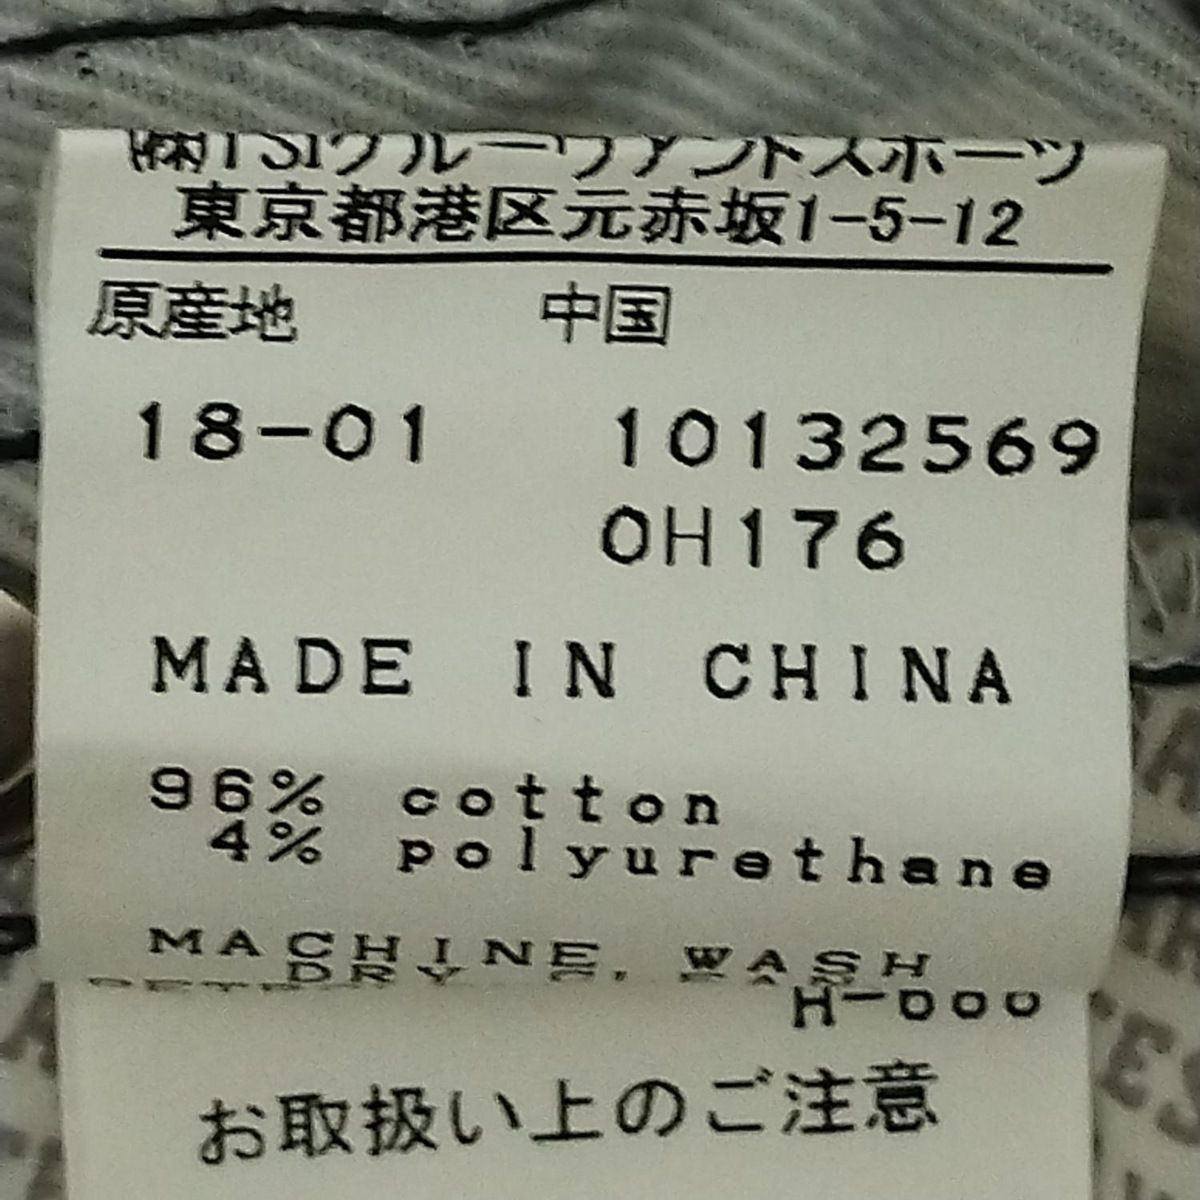 ㈱TSIグルーヴアンドスポーツ
東京都港区元赤坂1-5-12
原産地 中国
18-01 10132569
0H176
MADE IN CHINA
96% cotton
4% polyurethane
MACHINE WASH
DRY
H-000
お取扱い上のご注意